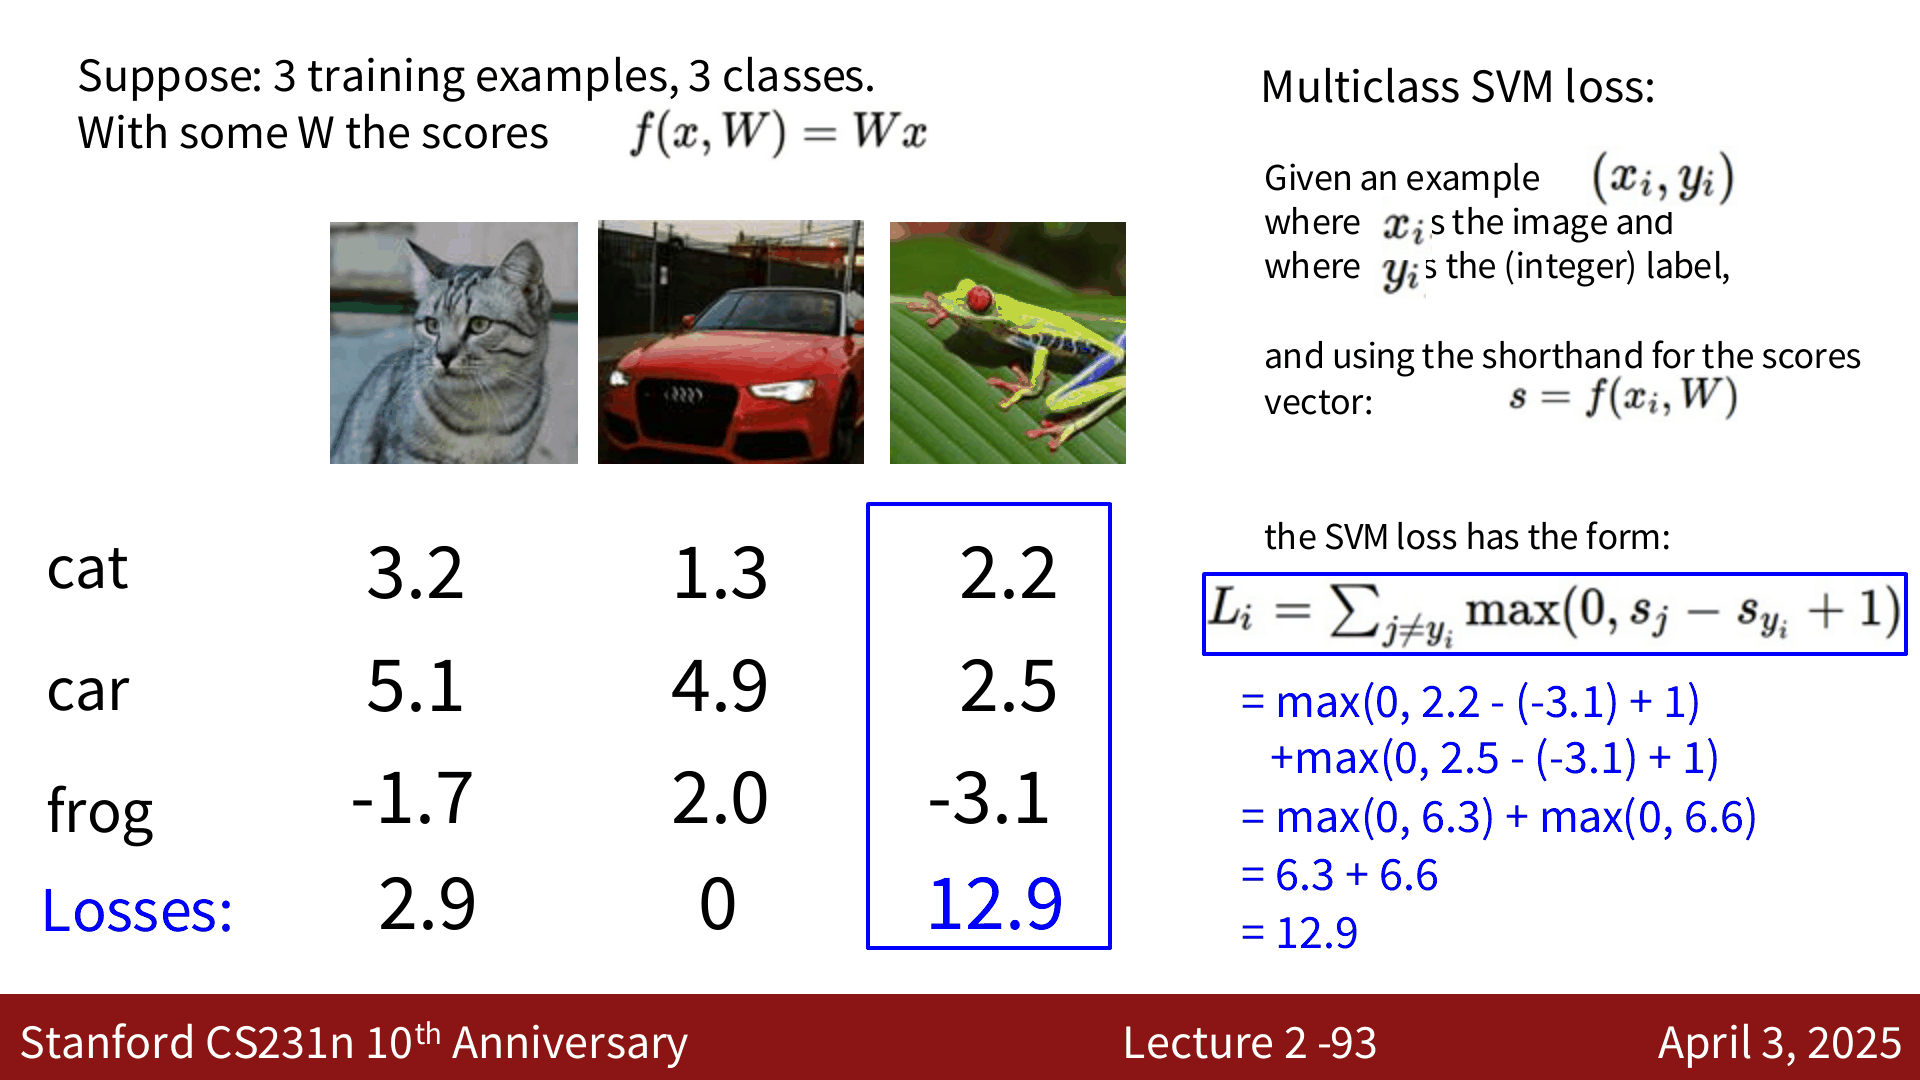 Suppose: 3 training examples, 3 classes.
With some W the scores f(x, W) = Wx
cat 3.2 1.3 2.2
car 5.1 4.9 2.5
frog -1.7 2.0 -3.1
Losses: 2.9 0 12.9
Multiclass SVM loss:
Given an example (x_i, y_i)
where x_i s the image and
where y_i s the (integer) label,
and using the shorthand for the scores
vector: s = f(x_i, W)
the SVM loss has the form:
L_i = ∑_{j≠y_i} max(0, s_j − s_{y_i} + 1)
= max(0, 2.2 - (-3.1) + 1)
+max(0, 2.5 - (-3.1) + 1)
= max(0, 6.3) + max(0, 6.6)
= 6.3 + 6.6
= 12.9
Stanford CS231n 10th Anniversary Lecture 2 -93 April 3, 2025